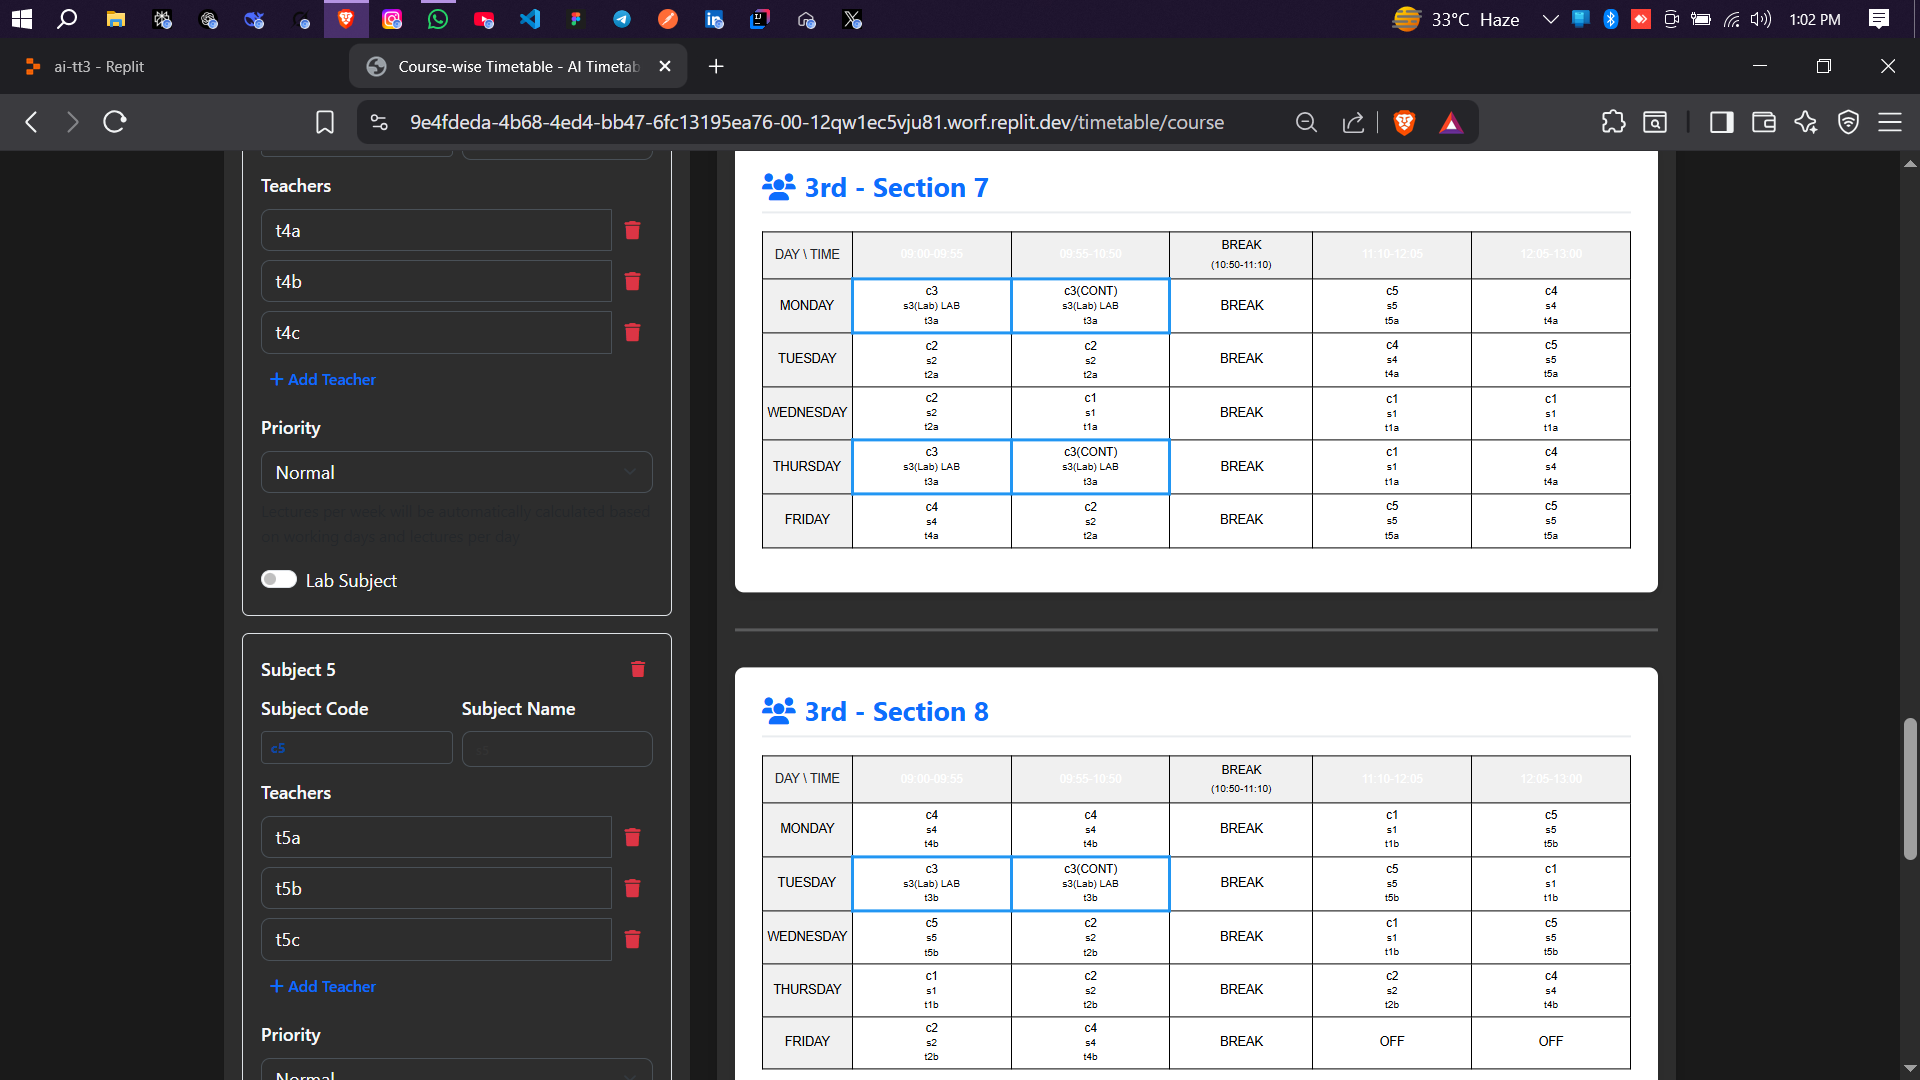 33°C Haze
1:02 PM
ai-tt3 - Replit
Course-wise Timetable - AI Timetab
9e4fdeda-4b68-4ed4-bb47-6fc13195ea76-00-12qw1ec5vju81.worf.replit.dev/timetable/course
Teachers
t4a
t4b
t4c
+ Add Teacher
Priority
Normal
Lectures per week will be automatically calculated based
on working days and lectures per day
Lab Subject
Subject 5
Subject Code Subject Name
c5
Teachers
t5a
t5b
t5c
+ Add Teacher
Priority
Normal
3rd - Section 7
DAY \ TIME 09:00-09:55 09:55-10:50 BREAK 11:10-12:05 12:05-13:00
(10:50-11:10)
MONDAY c3 c3(CONT) BREAK c5 c4
s3(Lab) LAB s3(Lab) LAB s5 s4
t3a t3a t5a t4a
TUESDAY c2 c2 BREAK c4 c5
s2 s2 s4 s5
t2a t2a t4a t5a
WEDNESDAY c2 c1 BREAK c1 c1
s2 s1 s1 s1
t2a t1a t1a t1a
THURSDAY c3 c3(CONT) BREAK c1 c4
s3(Lab) LAB s3(Lab) LAB s1 s4
t3a t3a t1a t4a
FRIDAY c4 c2 BREAK c5 c5
s4 s2 s5 s5
t4a t2a t5a t5a
3rd - Section 8
DAY \ TIME 09:00-09:55 09:55-10:50 BREAK 11:10-12:05 12:05-13:00
(10:50-11:10)
MONDAY c4 c4 BREAK c1 c5
s4 s4 s1 s5
t4b t4b t1b t5b
TUESDAY c3 c3(CONT) BREAK c5 c1
s3(Lab) LAB s3(Lab) LAB s5 s1
t3b t3b t5b t1b
WEDNESDAY c5 c2 BREAK c1 c5
s5 s2 s1 s5
t5b t2b t1b t5b
THURSDAY c1 c2 BREAK c2 c4
s1 s2 s2 s4
t1b t2b t2b t4b
FRIDAY c2 c4 BREAK OFF OFF
s2 s4
t2b t4b